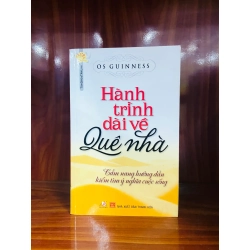 OS GUINNESS
Hành
trình
dài về
Quê nhà
Cẩm nang hướng dẫn
kiếm tìm ý nghĩa cuộc sống